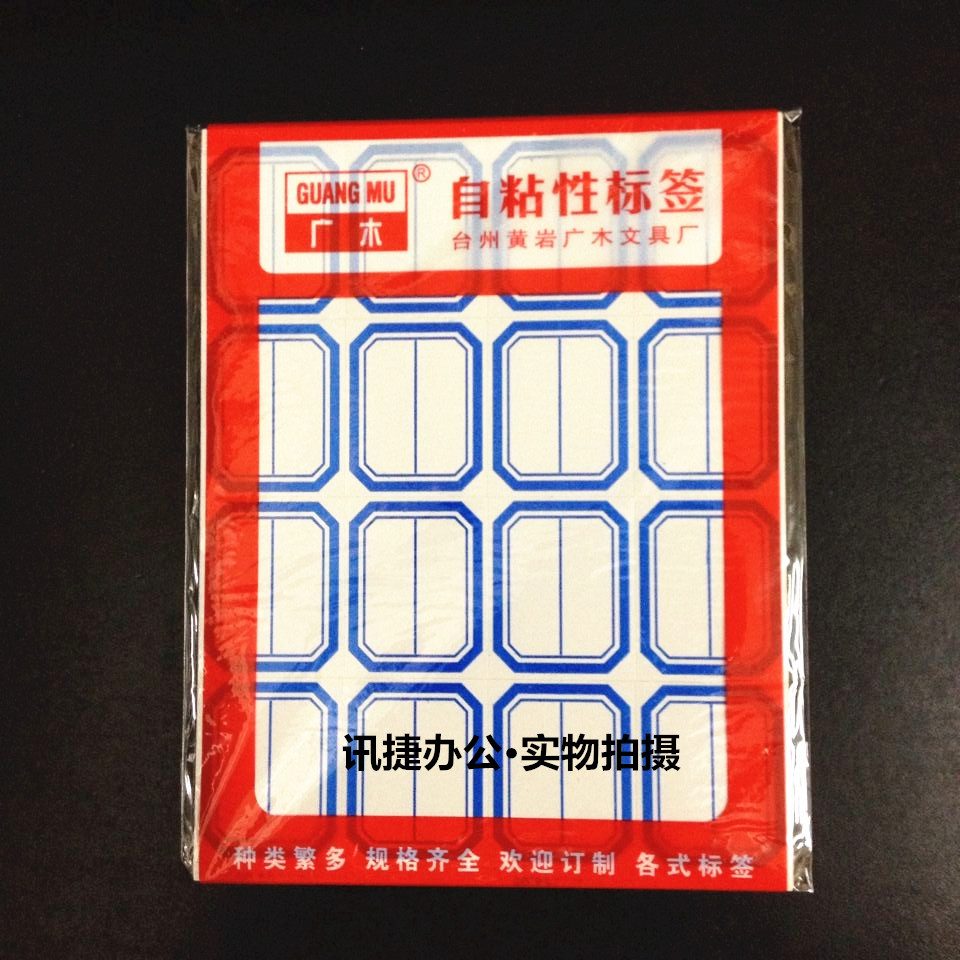 GUANG MU ®
广木
自粘性标签
台州黄岩广木文具厂
讯捷办公·实物拍摄
种类繁多 规格齐全 欢迎订制 各式标签